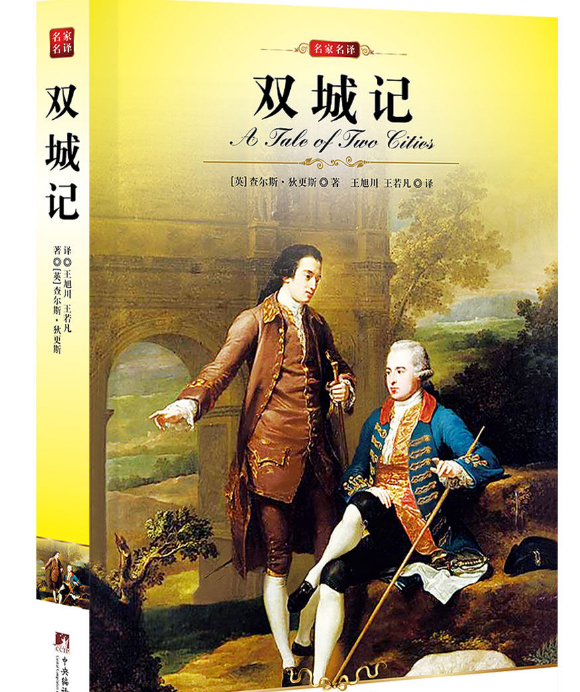 名家名译
双城记
译◎王旭川 王若凡
著◎[英]查尔斯·狄更斯
名家名译
双城记
A Tale of Two Cities
[英]查尔斯·狄更斯◎著 王旭川 王若凡◎译